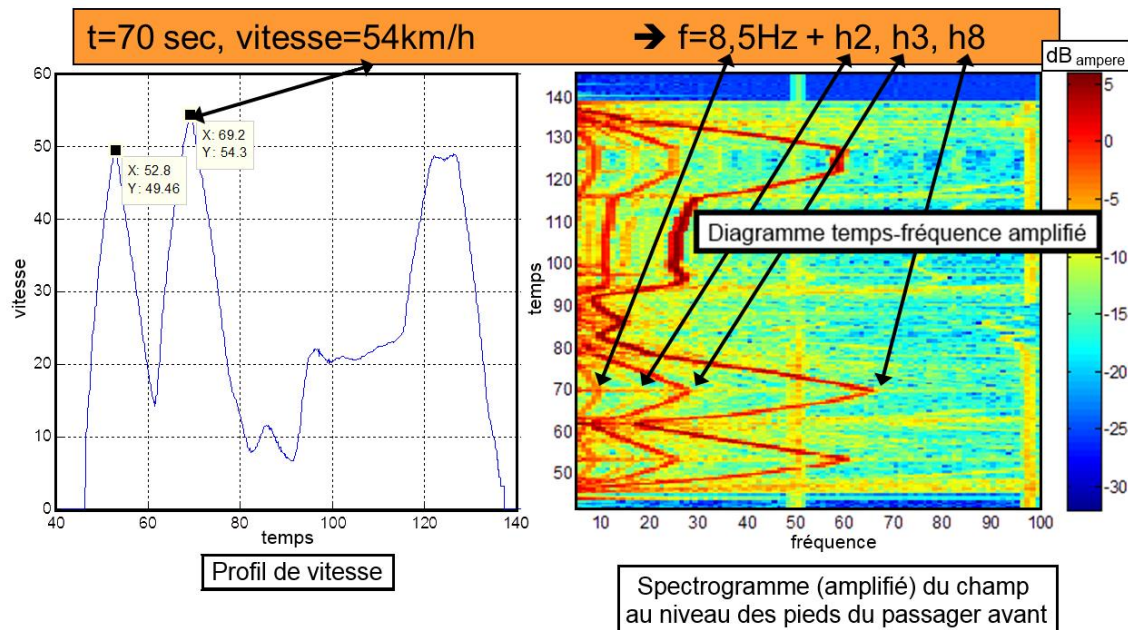 t=70 sec, vitesse=54km/h ➔ f=8,5Hz + h2, h3, h8
dB ampere
60
50
40
30
20
10
0
vitesse
X: 52.8
Y: 49.46
X: 69.2
Y: 54.3
40 60 80 100 120 140
temps
Profil de vitesse
140
130
120
110
100
90
80
70
60
50
temps
Diagramme temps-fréquence amplifié
10 20 30 40 50 60 70 80 90 100
fréquence
5
0
-5
-10
-15
-20
-25
-30
Spectrogramme (amplifié) du champ
au niveau des pieds du passager avant